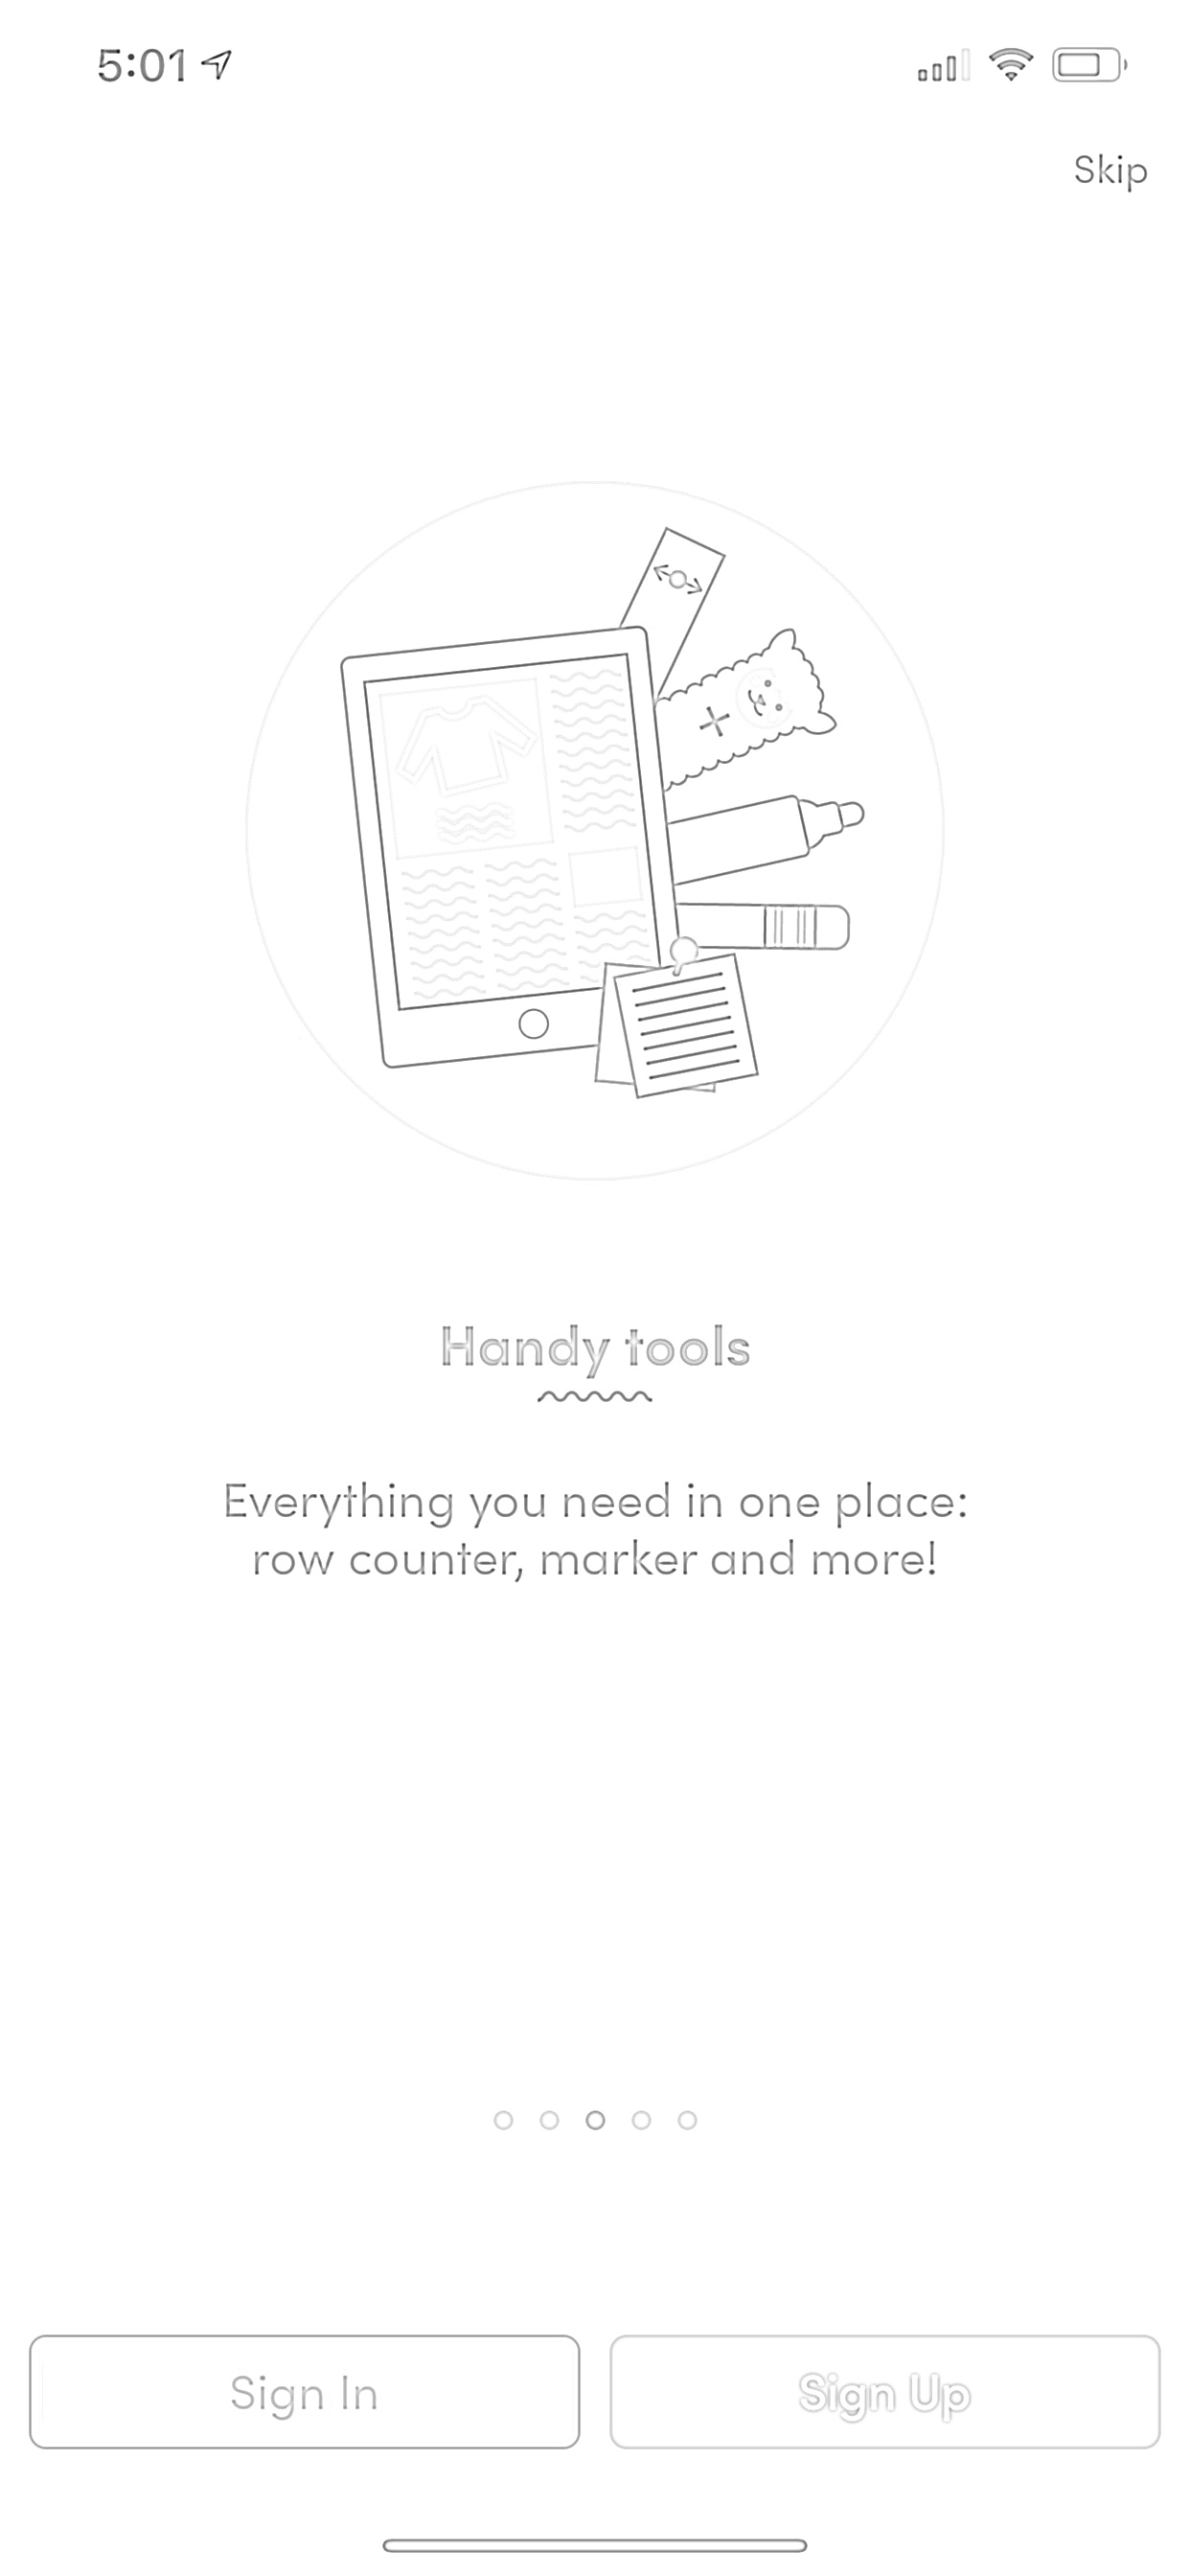 5:01
Skip
Handy tools
Everything you need in one place:
row counter, marker and more!
Sign In
Sign Up